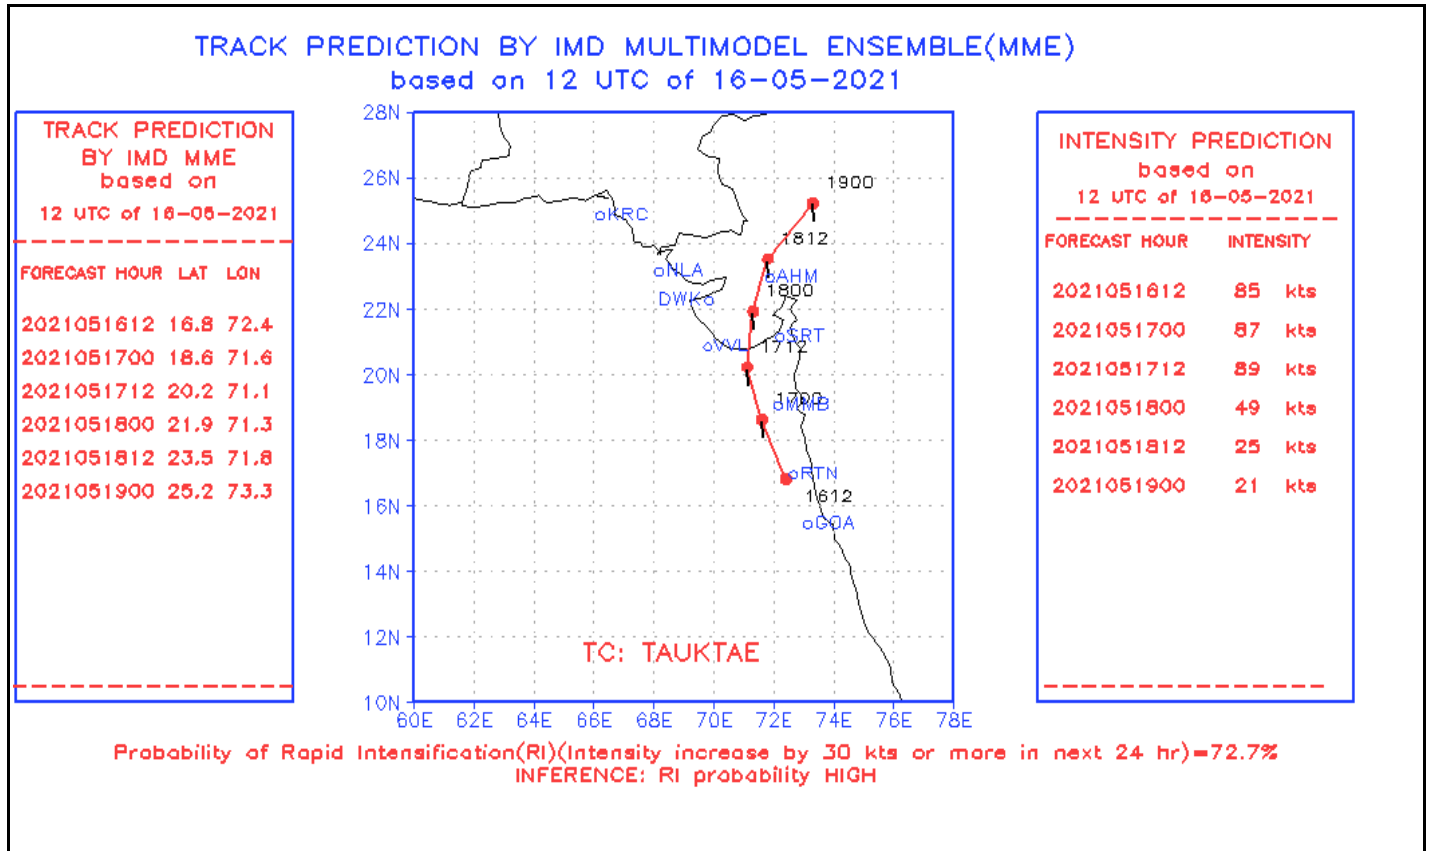 TRACK PREDICTION BY IMD MULTIMODEL ENSEMBLE(MME)
based on 12 UTC of 16-05-2021
TRACK PREDICTION
BY IMD MME
based on
12 UTC of 16-05-2021
FORECAST HOUR LAT LON
2021051612 16.8 72.4
2021051700 18.6 71.6
2021051712 20.2 71.1
2021051800 21.9 71.3
2021051812 23.5 71.8
2021051900 25.2 73.3
28N
26N
24N
22N
20N
18N
16N
14N
12N
10N
60E 62E 64E 66E 68E 70E 72E 74E 76E 78E
1900
KRC
1812
NLA
AHM
1800
DWK
SRT
VVL
1712
1700
MMB
RTN
1612
GOA
TC: TAUKTAE
INTENSITY PREDICTION
based on
12 UTC of 16-05-2021
FORECAST HOUR INTENSITY
2021051612 85 kts
2021051700 87 kts
2021051712 89 kts
2021051800 49 kts
2021051812 25 kts
2021051900 21 kts
Probability of Rapid Intensification(RI)(Intensity increase by 30 kts or more in next 24 hr)=72.7%
INFERENCE: RI probability HIGH